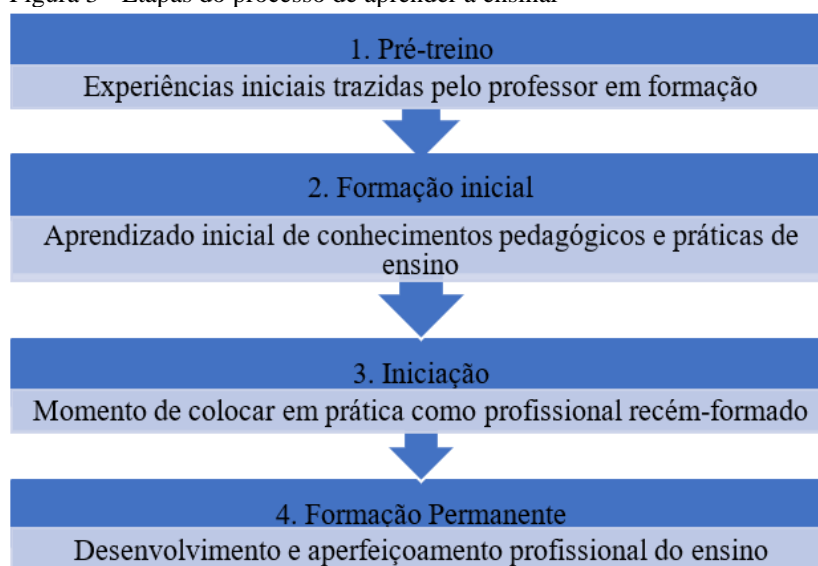 Figura 3 - Etapas do processo de aprender a ensinar
1. Pré-treino
Experiências iniciais trazidas pelo professor em formação
2. Formação inicial
Aprendizado inicial de conhecimentos pedagógicos e práticas de
ensino
3. Iniciação
Momento de colocar em prática como profissional recém-formado
4. Formação Permanente
Desenvolvimento e aperfeiçoamento profissional do ensino